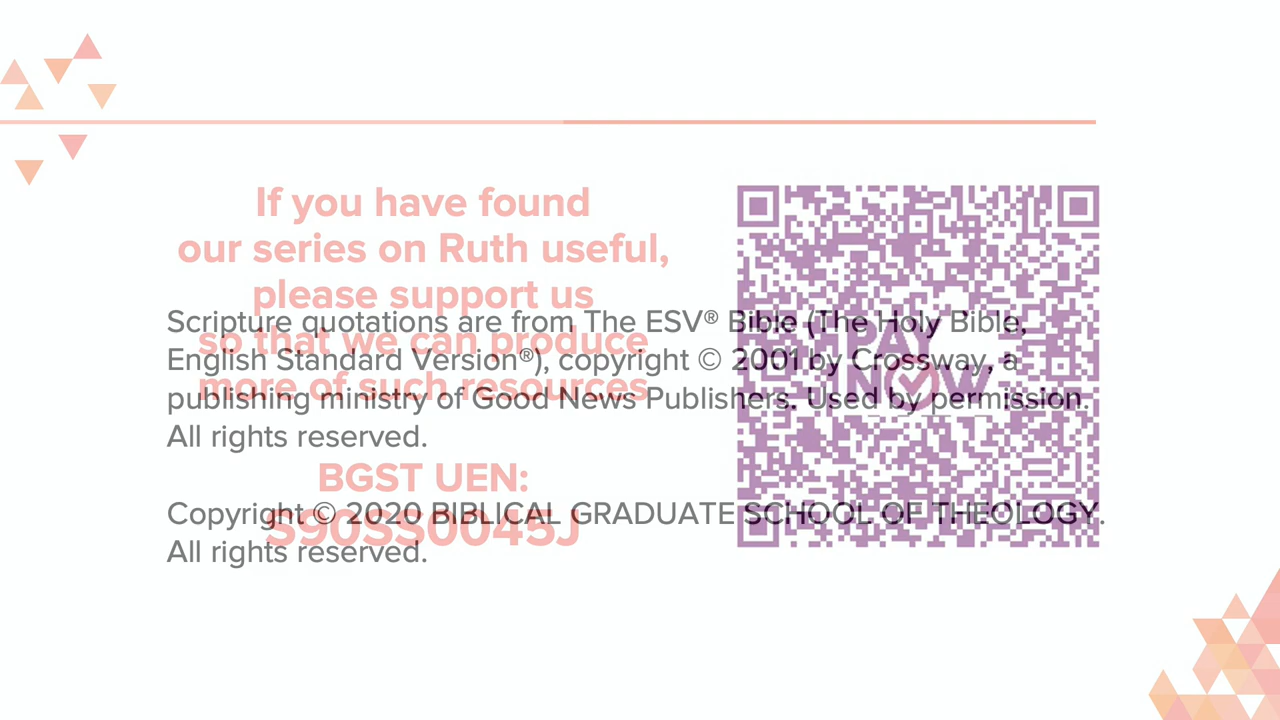 If you have found
our series on Ruth useful,
please support us
so that we can produce
more of such resources
BGST UEN:
S90SS0045J
PAY
NOW
Scripture quotations are from The ESV® Bible (The Holy Bible,
English Standard Version®), copyright © 2001 by Crossway, a
publishing ministry of Good News Publishers. Used by permission.
All rights reserved.
Copyright © 2020 BIBLICAL GRADUATE SCHOOL OF THEOLOGY.
All rights reserved.